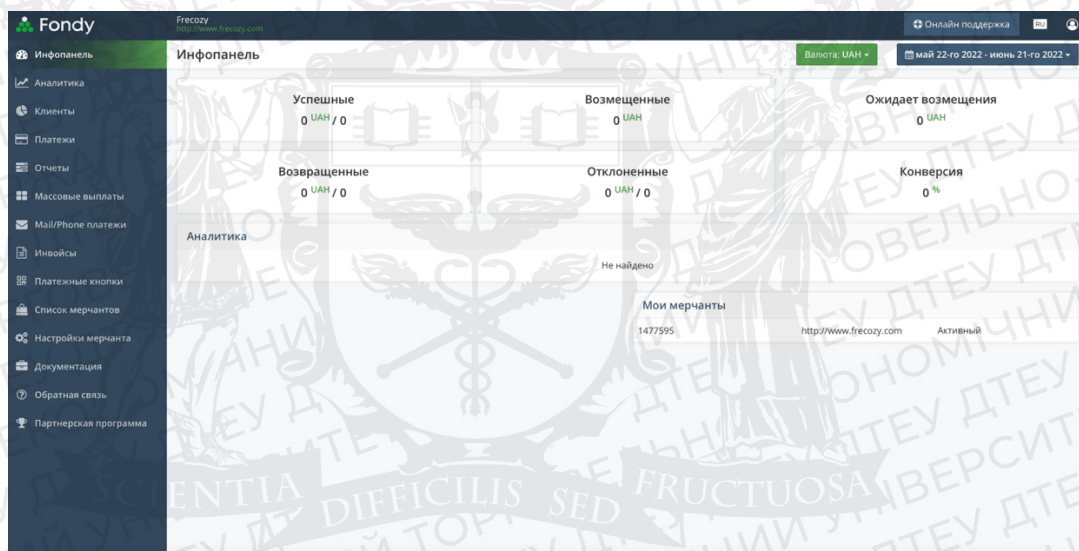 Fondy
Frecozy
http://www.frecozy.com
Онлайн поддержка
RU
Инфопанель
Аналитика
Клиенты
Платежи
Отчеты
Массовые выплаты
Mail/Phone платежи
Инвойсы
Платежные кнопки
Список мерчантов
Настройки мерчанта
Документация
Обратная связь
Партнерская программа
Инфопанель
Валюта: UAH
май 22-го 2022 - июнь 21-го 2022
Успешные
0 UAH / 0
Возмещенные
0 UAH
Ожидает возмещения
0 UAH
Возвращенные
0 UAH / 0
Отклоненные
0 UAH / 0
Конверсия
0 %
Аналитика
Не найдено
Мои мерчанты
1477595 http://www.frecozy.com Активный
SCIENTIA DIFFICILIS SED FRUCTUOSA